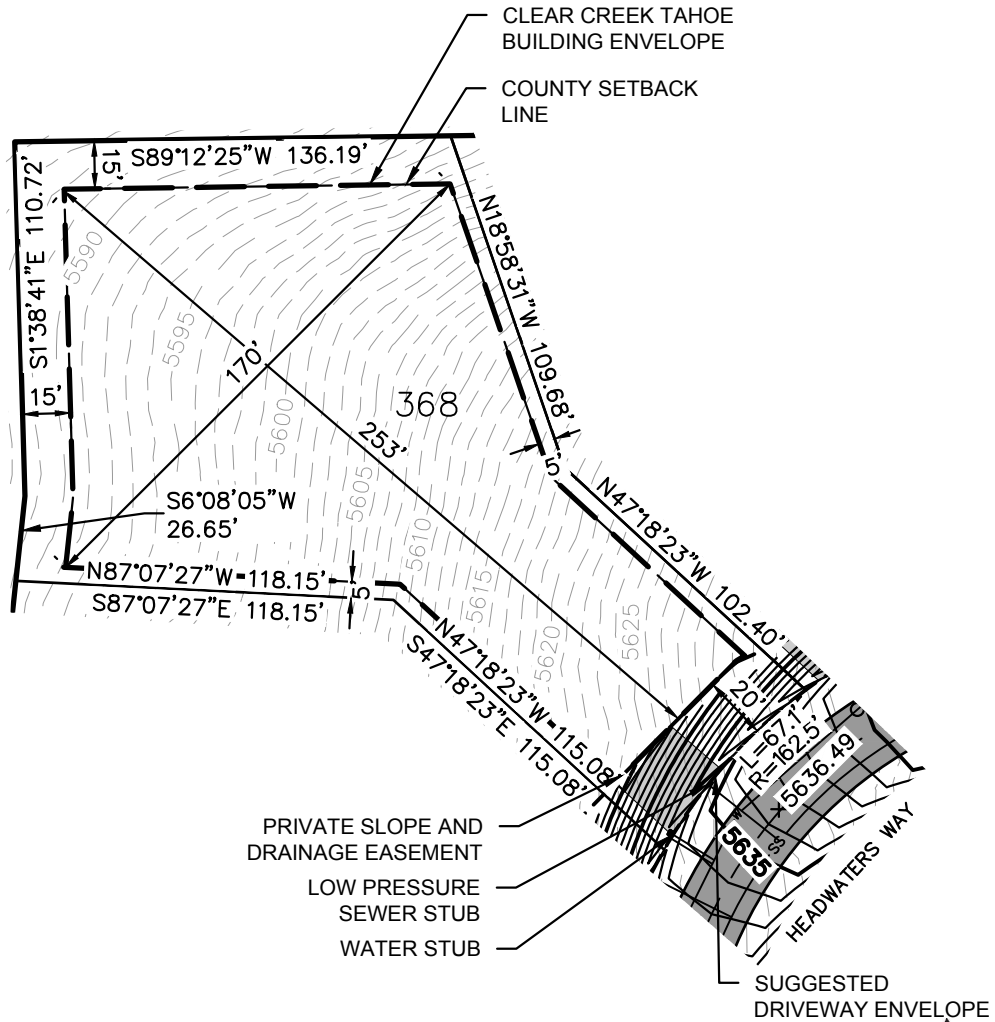 CLEAR CREEK TAHOE
BUILDING ENVELOPE
COUNTY SETBACK
LINE
S89°12'25"W 136.19'
15'
S1°38'41"E 110.72'
N18°58'31"W 109.68'
5590
5595
15'
170'
368
5600
253'
5'
S6°08'05"W
26.65'
5605
N47°18'23"W 102.40'
5610
N87°07'27"W 118.15'
5'
5615
S87°07'27"E 118.15'
5620
5625
N47°18'23"W 115.08'
S47°18'23"E 115.08'
20'
L=67.1'
R=162.5'
5636.49
5635
SS
HEADWATERS WAY
PRIVATE SLOPE AND
DRAINAGE EASEMENT
LOW PRESSURE
SEWER STUB
WATER STUB
SUGGESTED
DRIVEWAY ENVELOPE